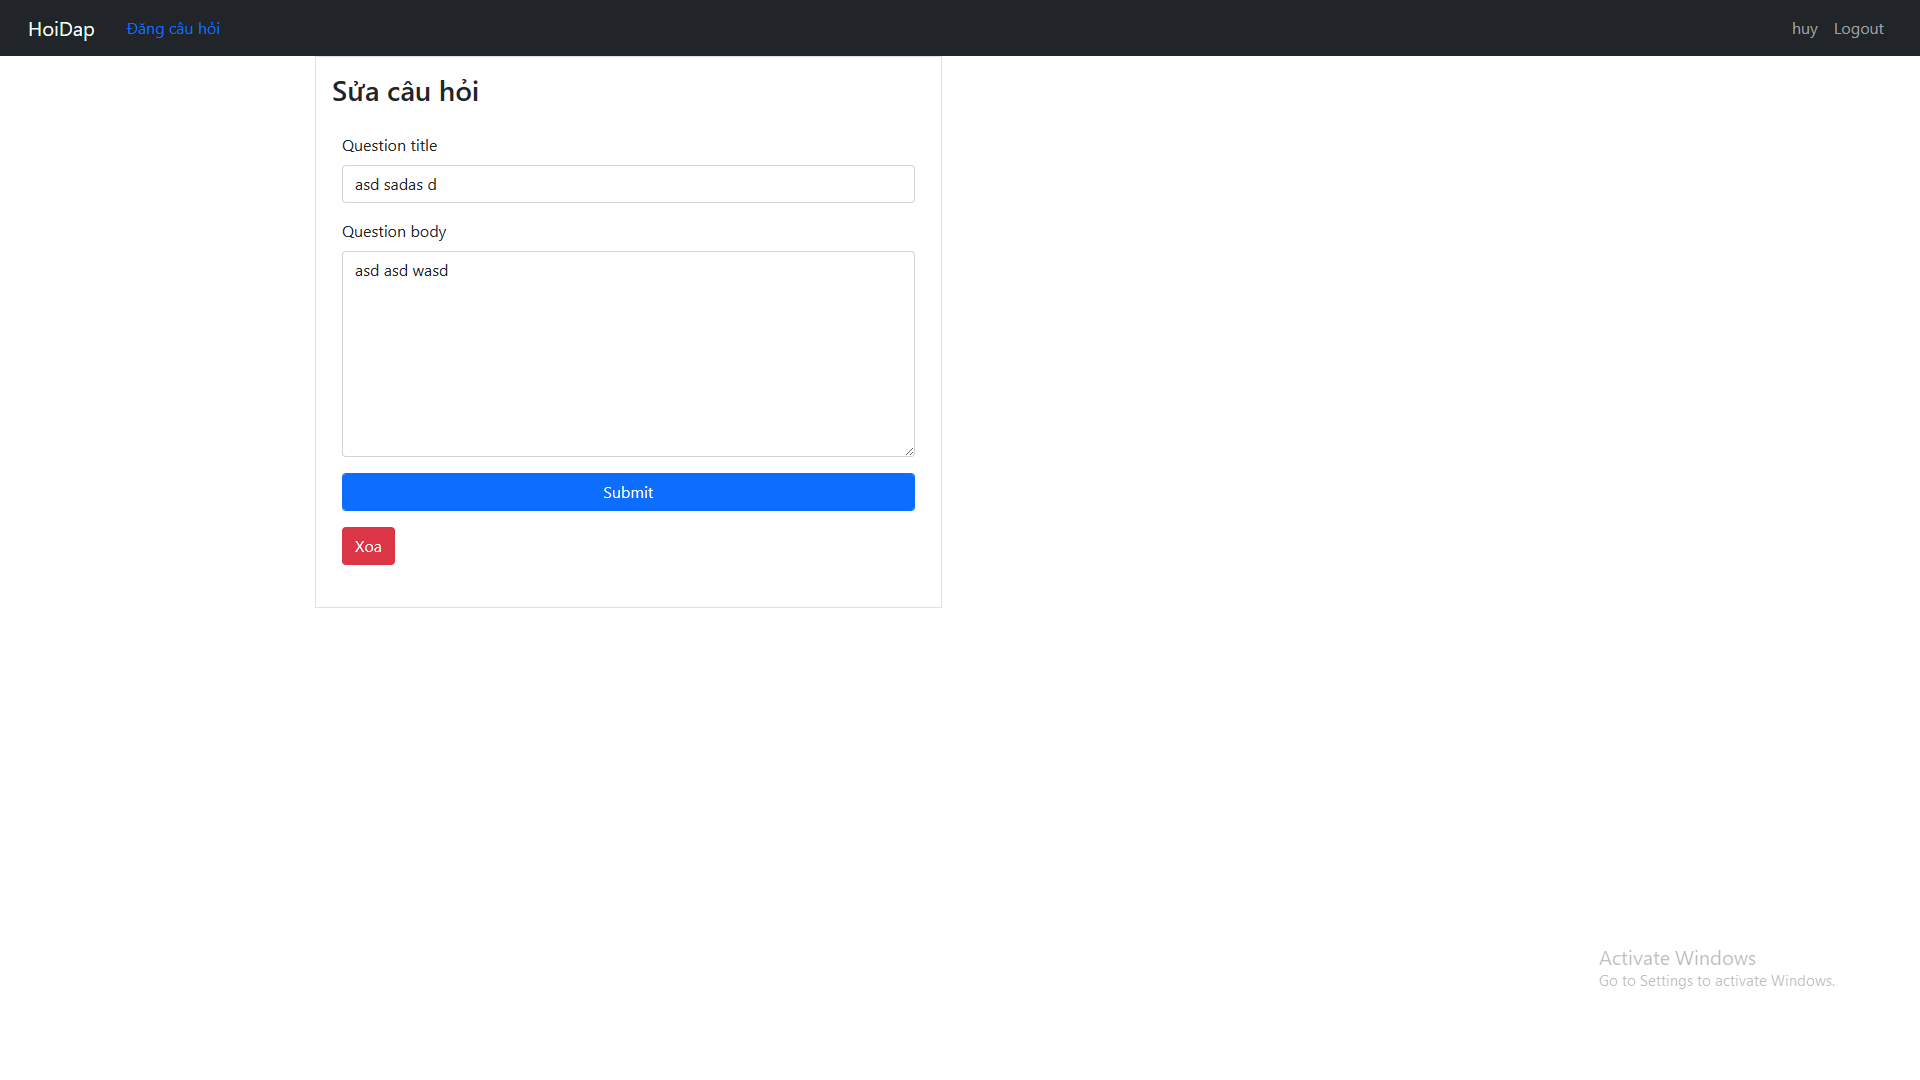 HoiDap Đăng câu hỏi huy Logout
Sửa câu hỏi
Question title
asd sadas d
Question body
asd asd wasd
Submit
Xoa
Activate Windows
Go to Settings to activate Windows.